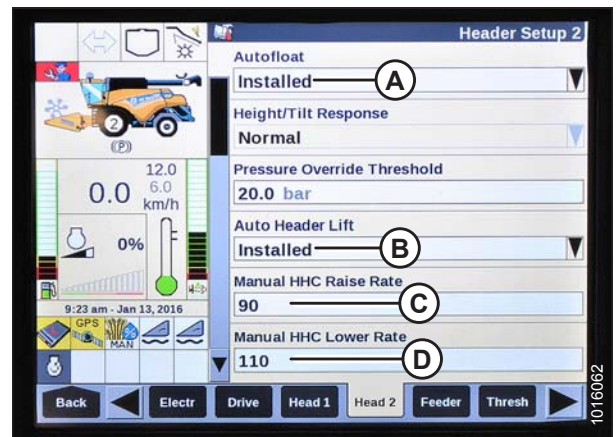 Header Setup 2
Autofloat
Installed
A
Height/Tilt Response
Normal
Pressure Override Threshold
20.0 bar
Auto Header Lift
Installed
B
Manual HHC Raise Rate
90
C
Manual HHC Lower Rate
110
D
2
(P)
0.0
12.0
6.0
km/h
0%
9:23 am - Jan 13, 2016
GPS
MAN
%
Back
Electr
Drive
Head 1
Head 2
Feeder
Thresh
1016062